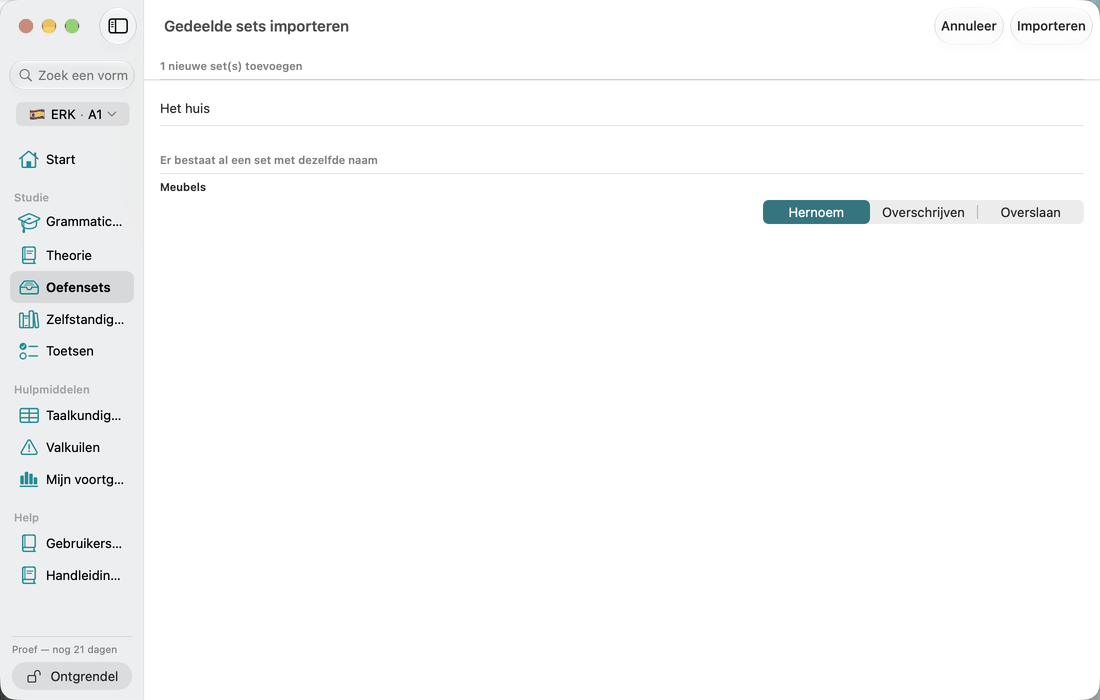 Gedeelde sets importeren
Annuleer
Importeren
Zoek een vorm
ERK · A1
Start
Studie
Grammatic...
Theorie
Oefensets
Zelfstandig...
Toetsen
Hulpmiddelen
Taalkundig...
Valkuilen
Mijn voortg...
Help
Gebruikers...
Handleidin...
Proef — nog 21 dagen
Ontgrendel
1 nieuwe set(s) toevoegen
Het huis
Er bestaat al een set met dezelfde naam
Meubels
Hernoem
Overschrijven
Overslaan